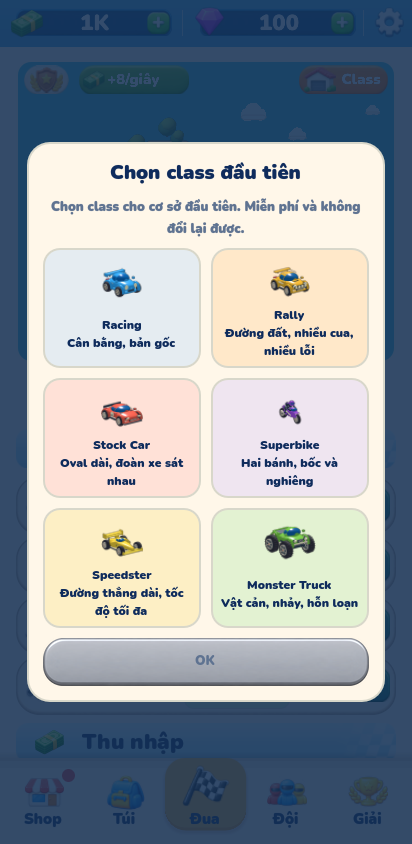 1K
100
+8/giây
Class
Chọn class đầu tiên
Chọn class cho cơ sở đầu tiên. Miễn phí và không
đổi lại được.
Racing
Cân bằng, bản gốc
Rally
Đường đất, nhiều cua,
nhiều lỗi
Stock Car
Oval dài, đoàn xe sát
nhau
Superbike
Hai bánh, bốc và
nghiêng
Speedster
Đường thẳng dài, tốc
độ tối đa
Monster Truck
Vật cản, nhảy, hỗn loạn
OK
Thu nhập
Shop
Túi
Đua
Đội
Giải